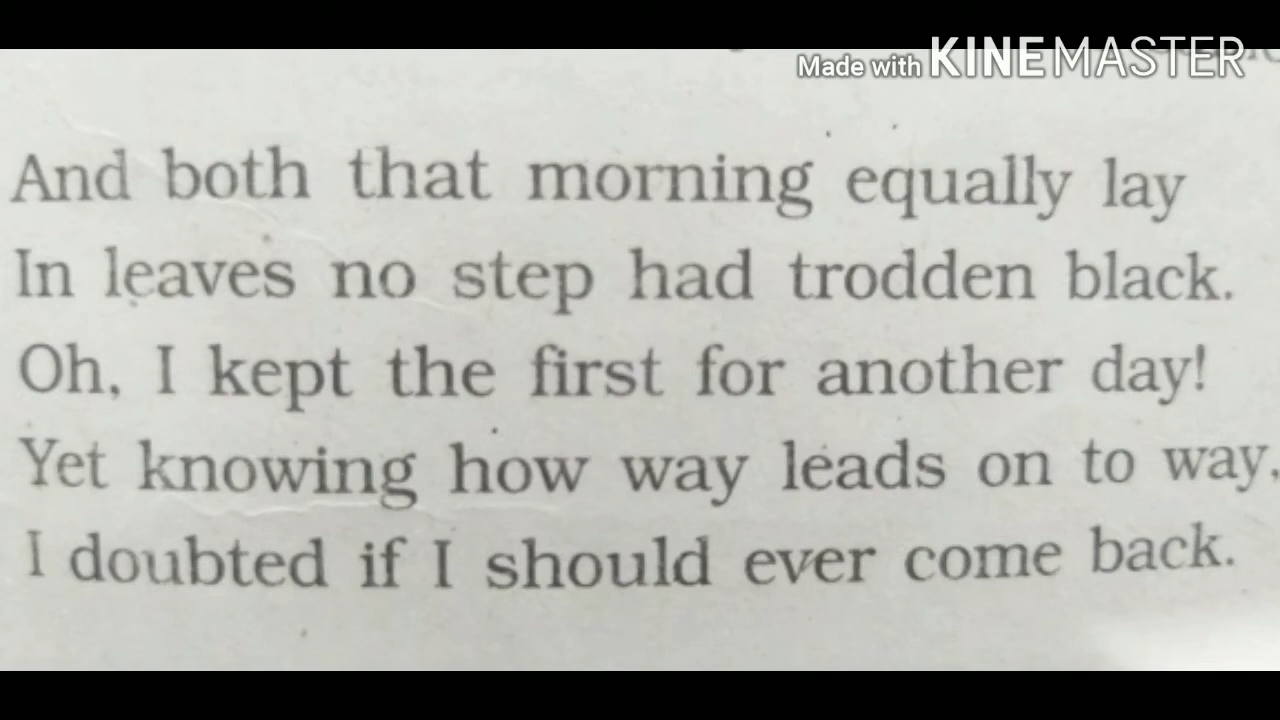 Made with KINEMASTER
And both that morning equally lay
In leaves no step had trodden black.
Oh, I kept the first for another day!
Yet knowing how way leads on to way,
I doubted if I should ever come back.